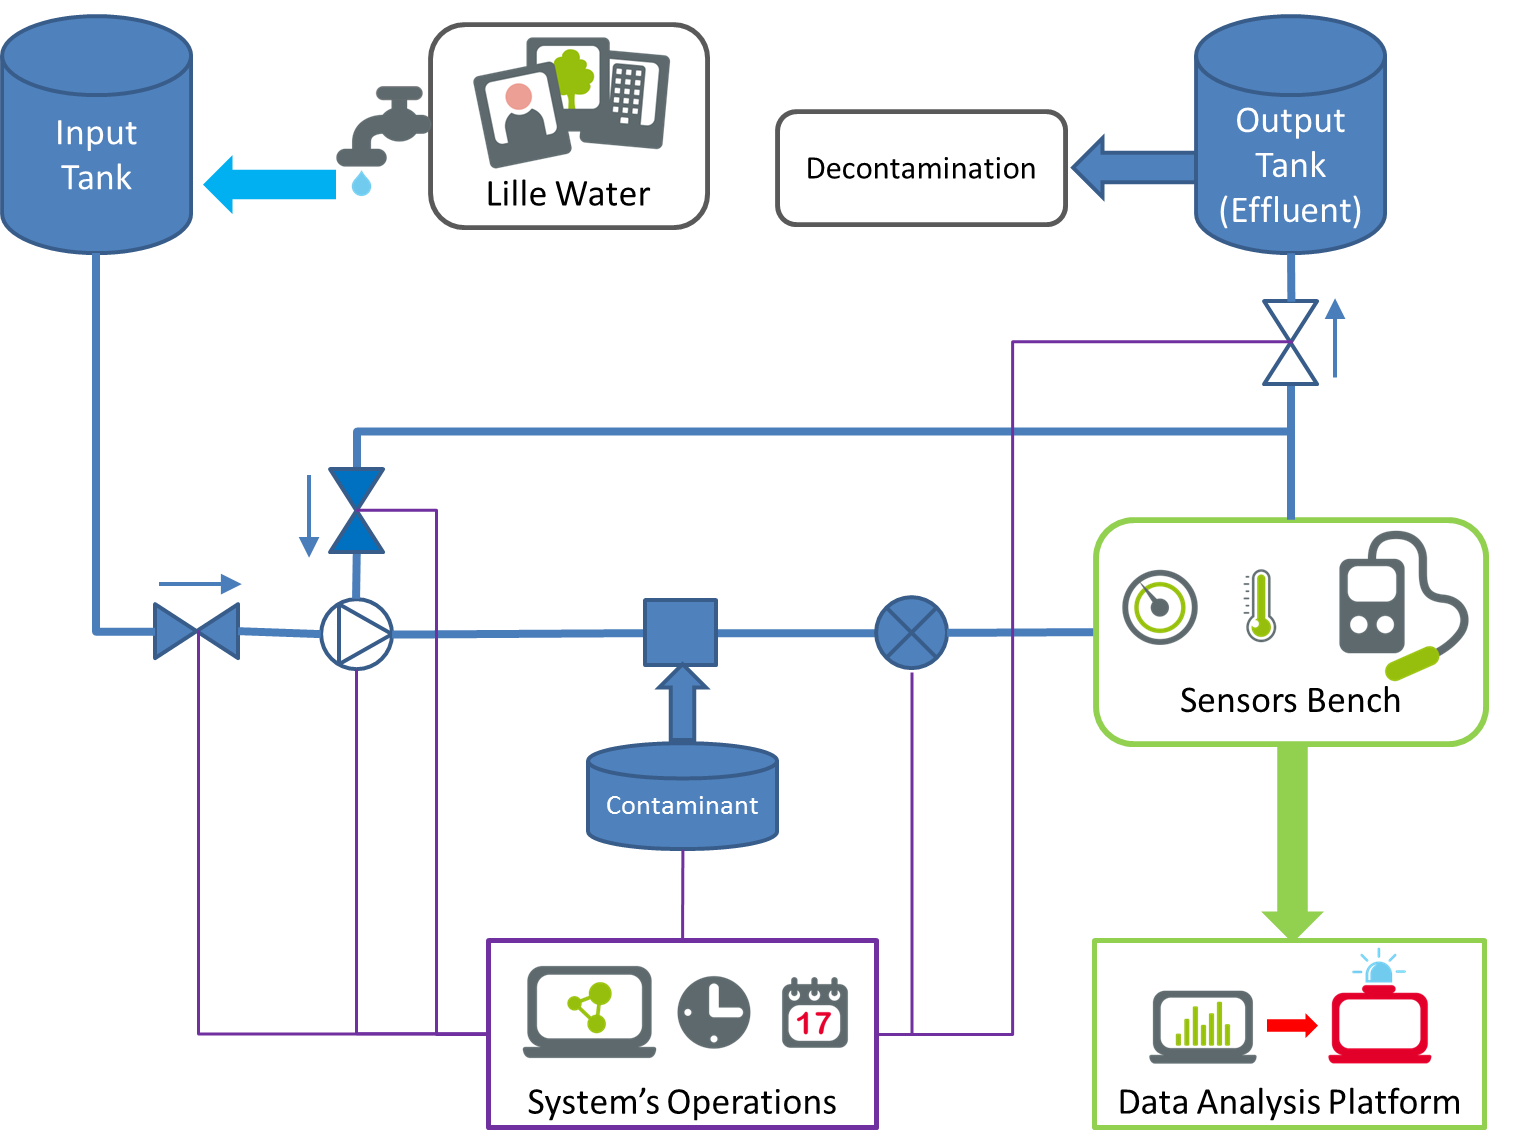 Input
Tank
Lille Water
Decontamination
Output
Tank
(Effluent)
Sensors Bench
Contaminant
17
System's Operations
Data Analysis Platform